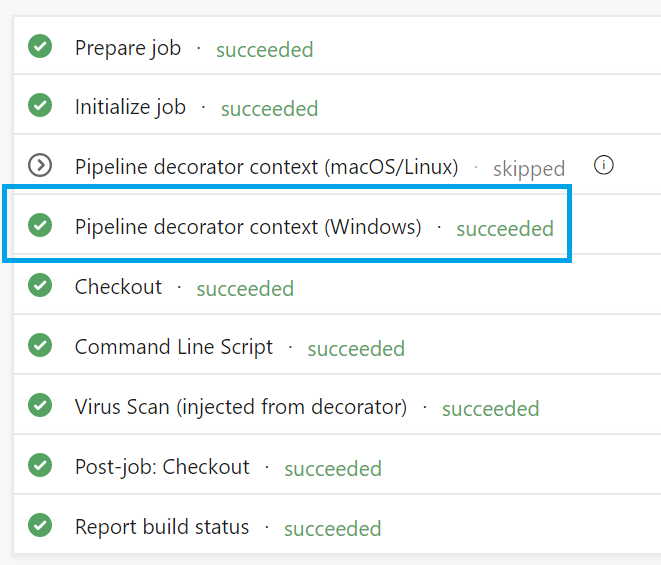 Prepare job · succeeded
Initialize job · succeeded
Pipeline decorator context (macOS/Linux) · skipped
Pipeline decorator context (Windows) · succeeded
Checkout · succeeded
Command Line Script · succeeded
Virus Scan (injected from decorator) · succeeded
Post-job: Checkout · succeeded
Report build status · succeeded